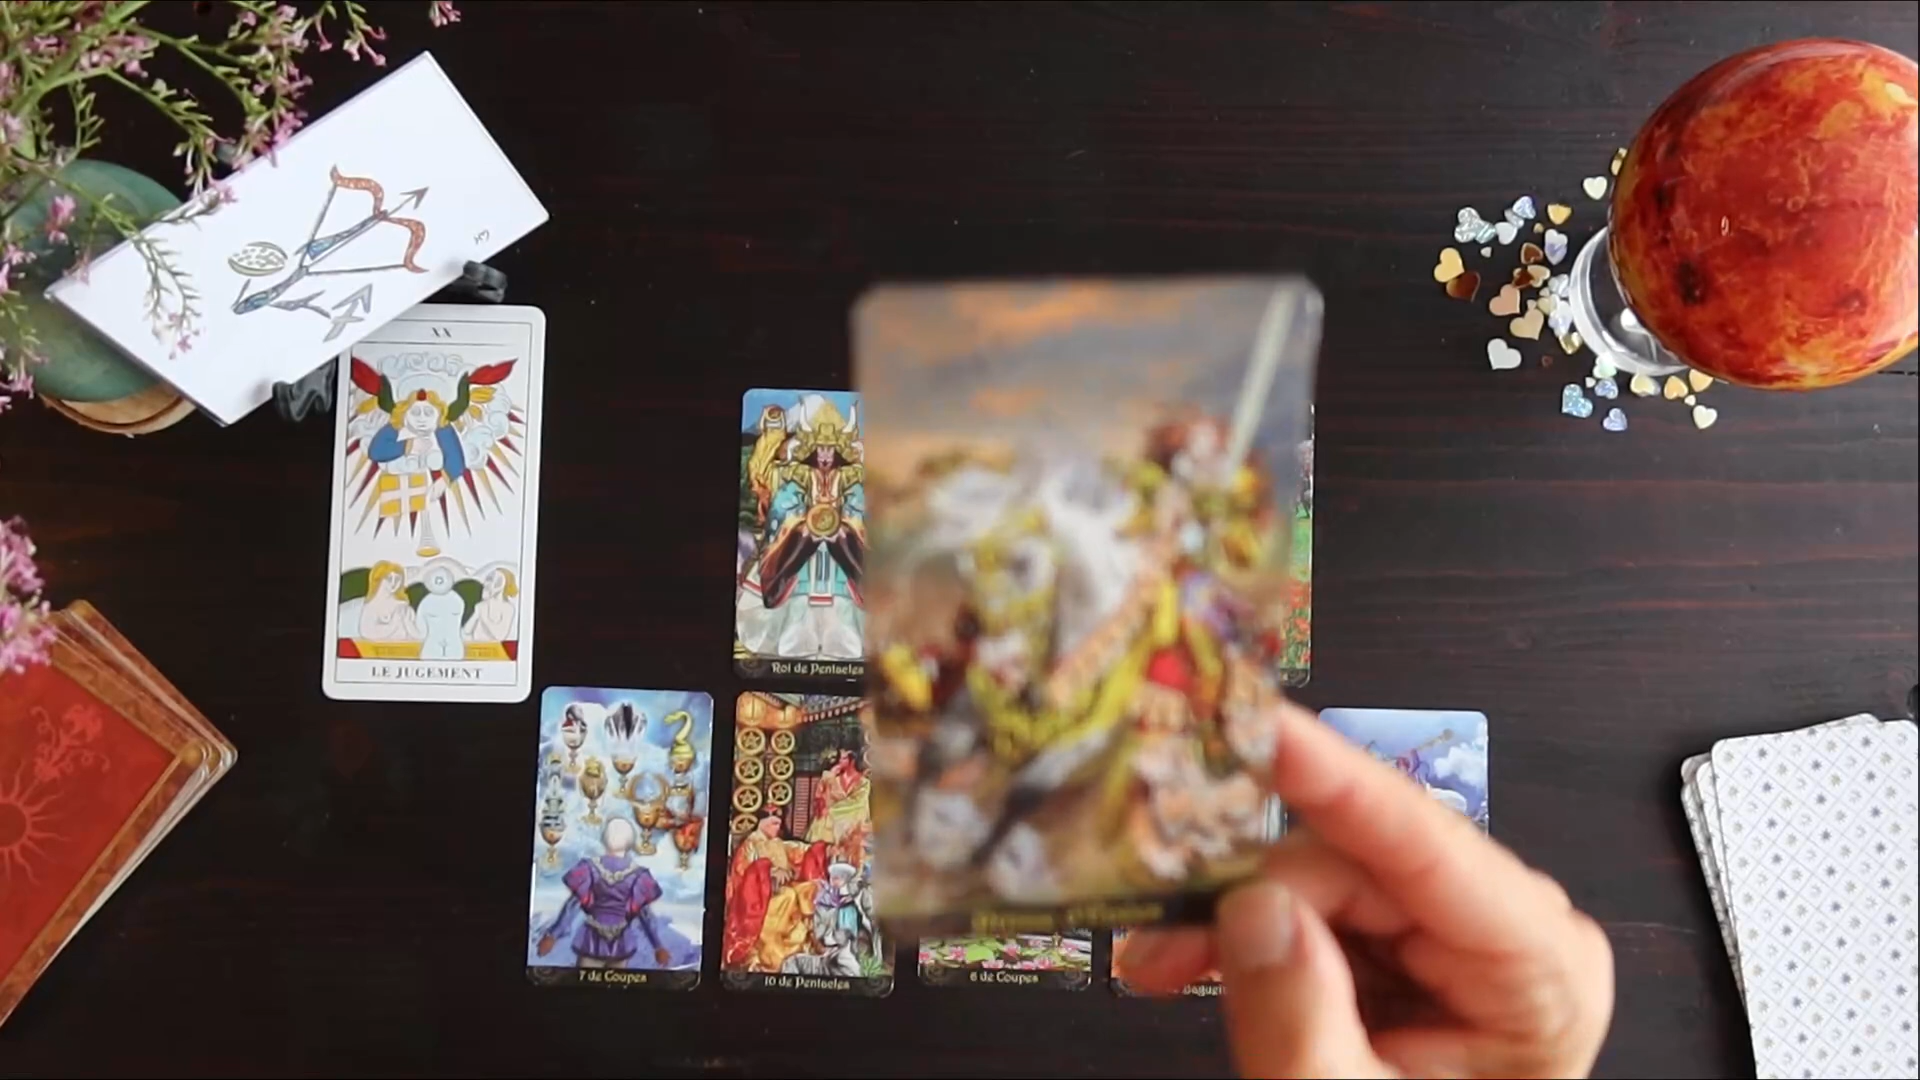 XX
LE JUGEMENT
Roi de Pentacles
7 de Coupes
10 de Pentacles
6 de Coupes